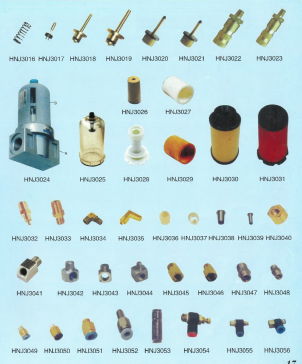 HNJ3016 HNJ3017 HNJ3018 HNJ3019 HNJ3020 HNJ3021 HNJ3022 HNJ3023
HNJ3026 HNJ3027
HNJ3024 HNJ3025 HNJ3028 HNJ3029 HNJ3030 HNJ3031
HNJ3032 HNJ3033 HNJ3034 HNJ3035 HNJ3036 HNJ3037 HNJ3038 HNJ3039 HNJ3040
HNJ3041 HNJ3042 HNJ3043 HNJ3044 HNJ3045 HNJ3046 HNJ3047 HNJ3048
HNJ3049 HNJ3050 HNJ3051 HNJ3052 HNJ3053 HNJ3054 HNJ3055 HNJ3056